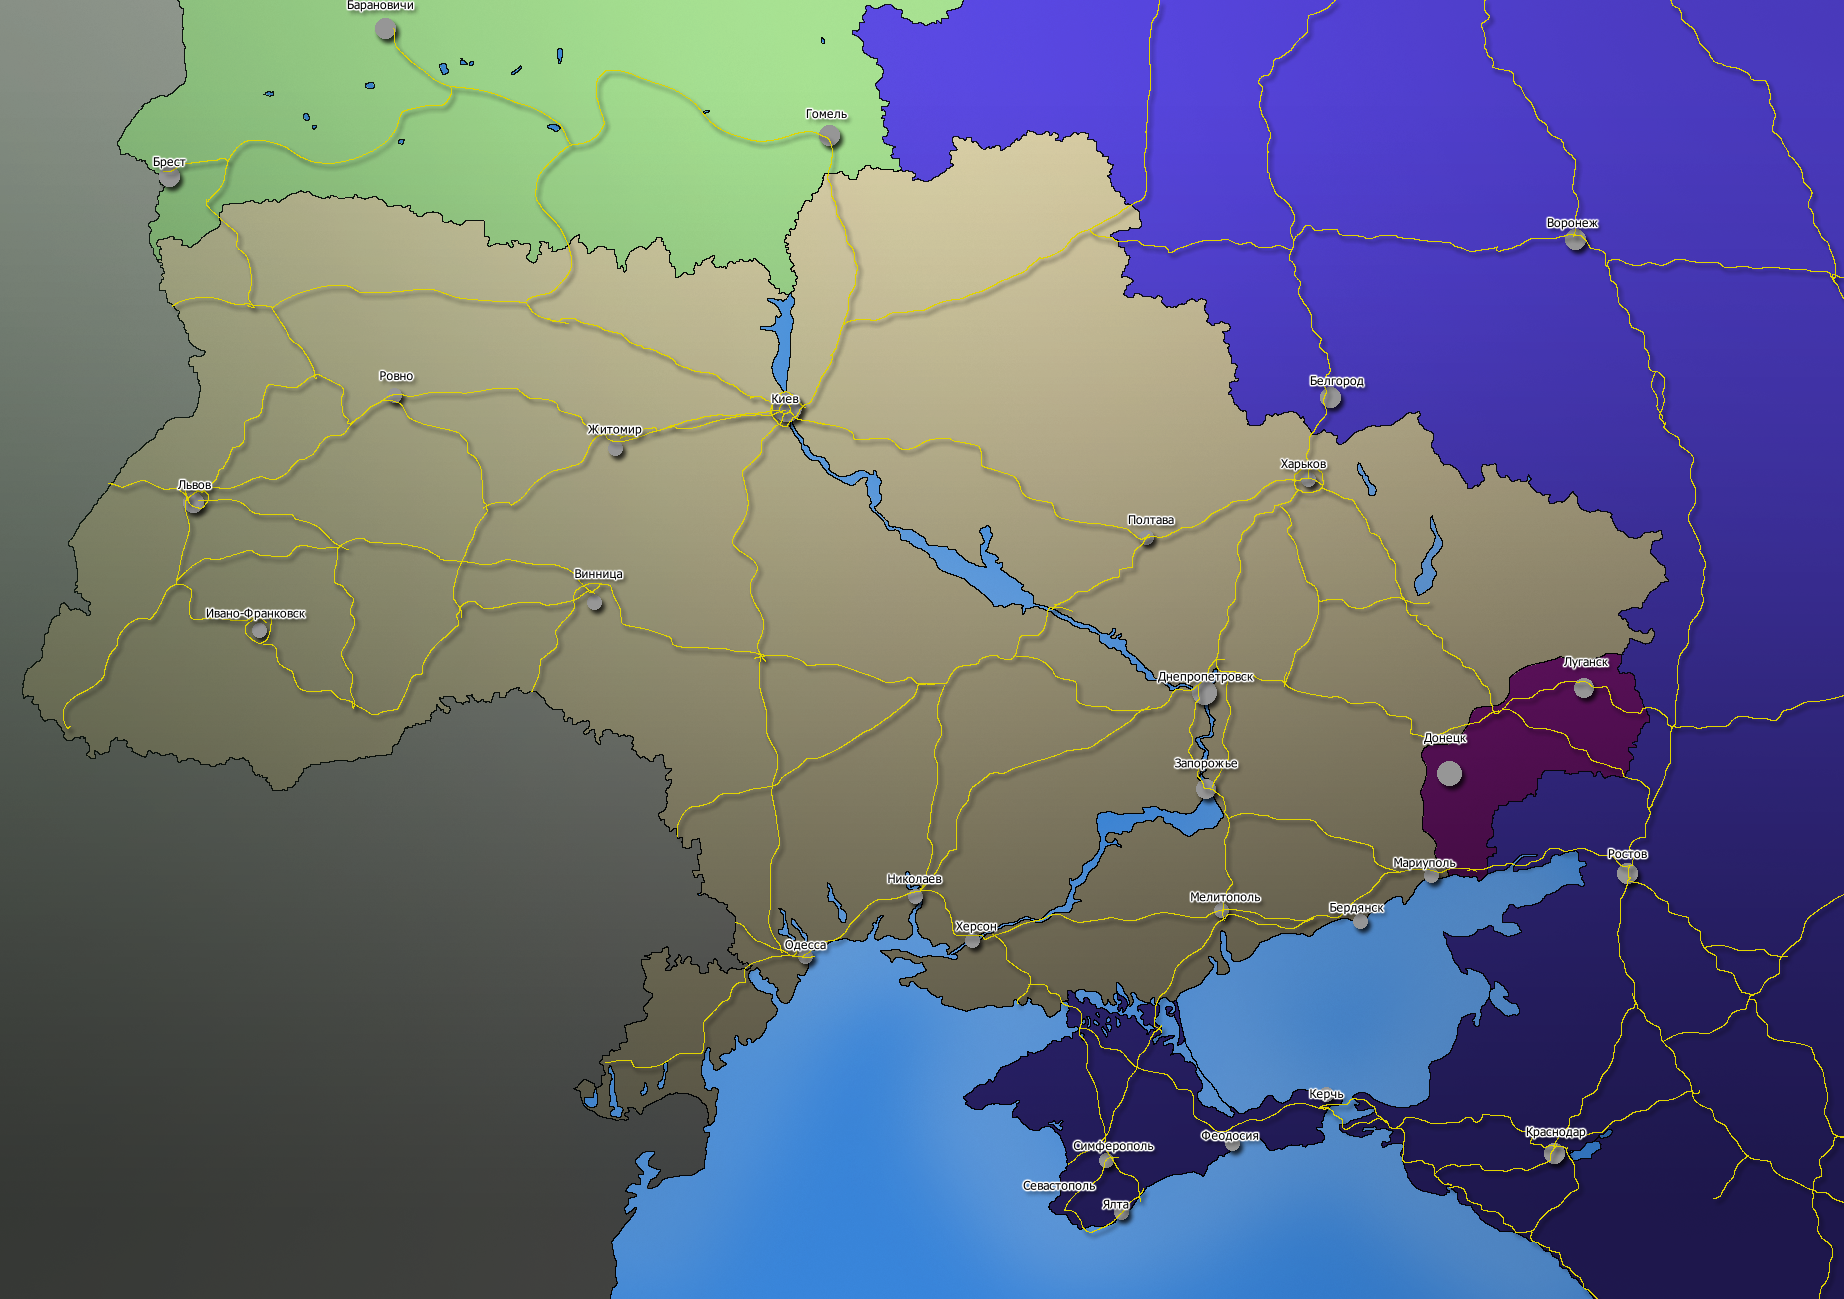 Барановичи
Гомель
Брест
Воронеж
Ровно
Белгород
Киев
Житомир
Харьков
Львов
Полтава
Винница
Ивано-Франковск
Луганск
Днепропетровск
Донецк
Запорожье
Ростов
Мариуполь
Николаев
Мелитополь
Бердянск
Херсон
Одесса
Керчь
Краснодар
Феодосия
Симферополь
Севастополь
Ялта